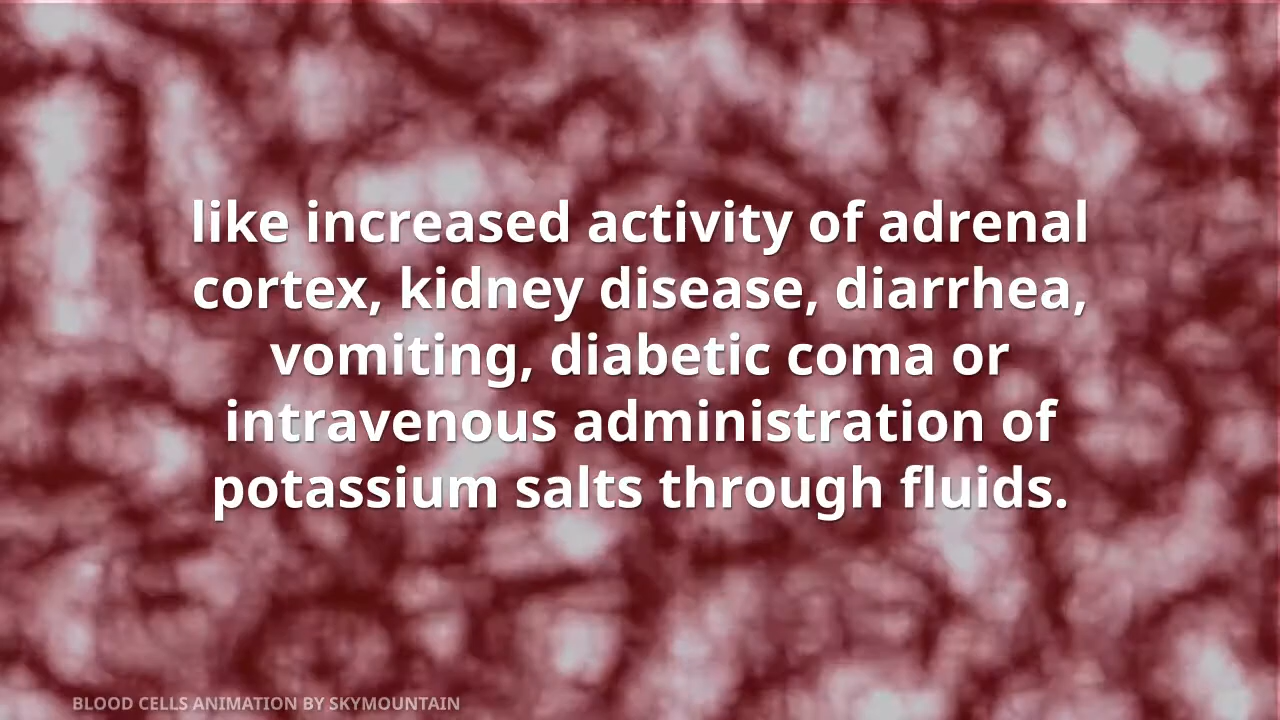 like increased activity of adrenal
cortex, kidney disease, diarrhea,
vomiting, diabetic coma or
intravenous administration of
potassium salts through fluids.
BLOOD CELLS ANIMATION BY SKYMOUNTAIN